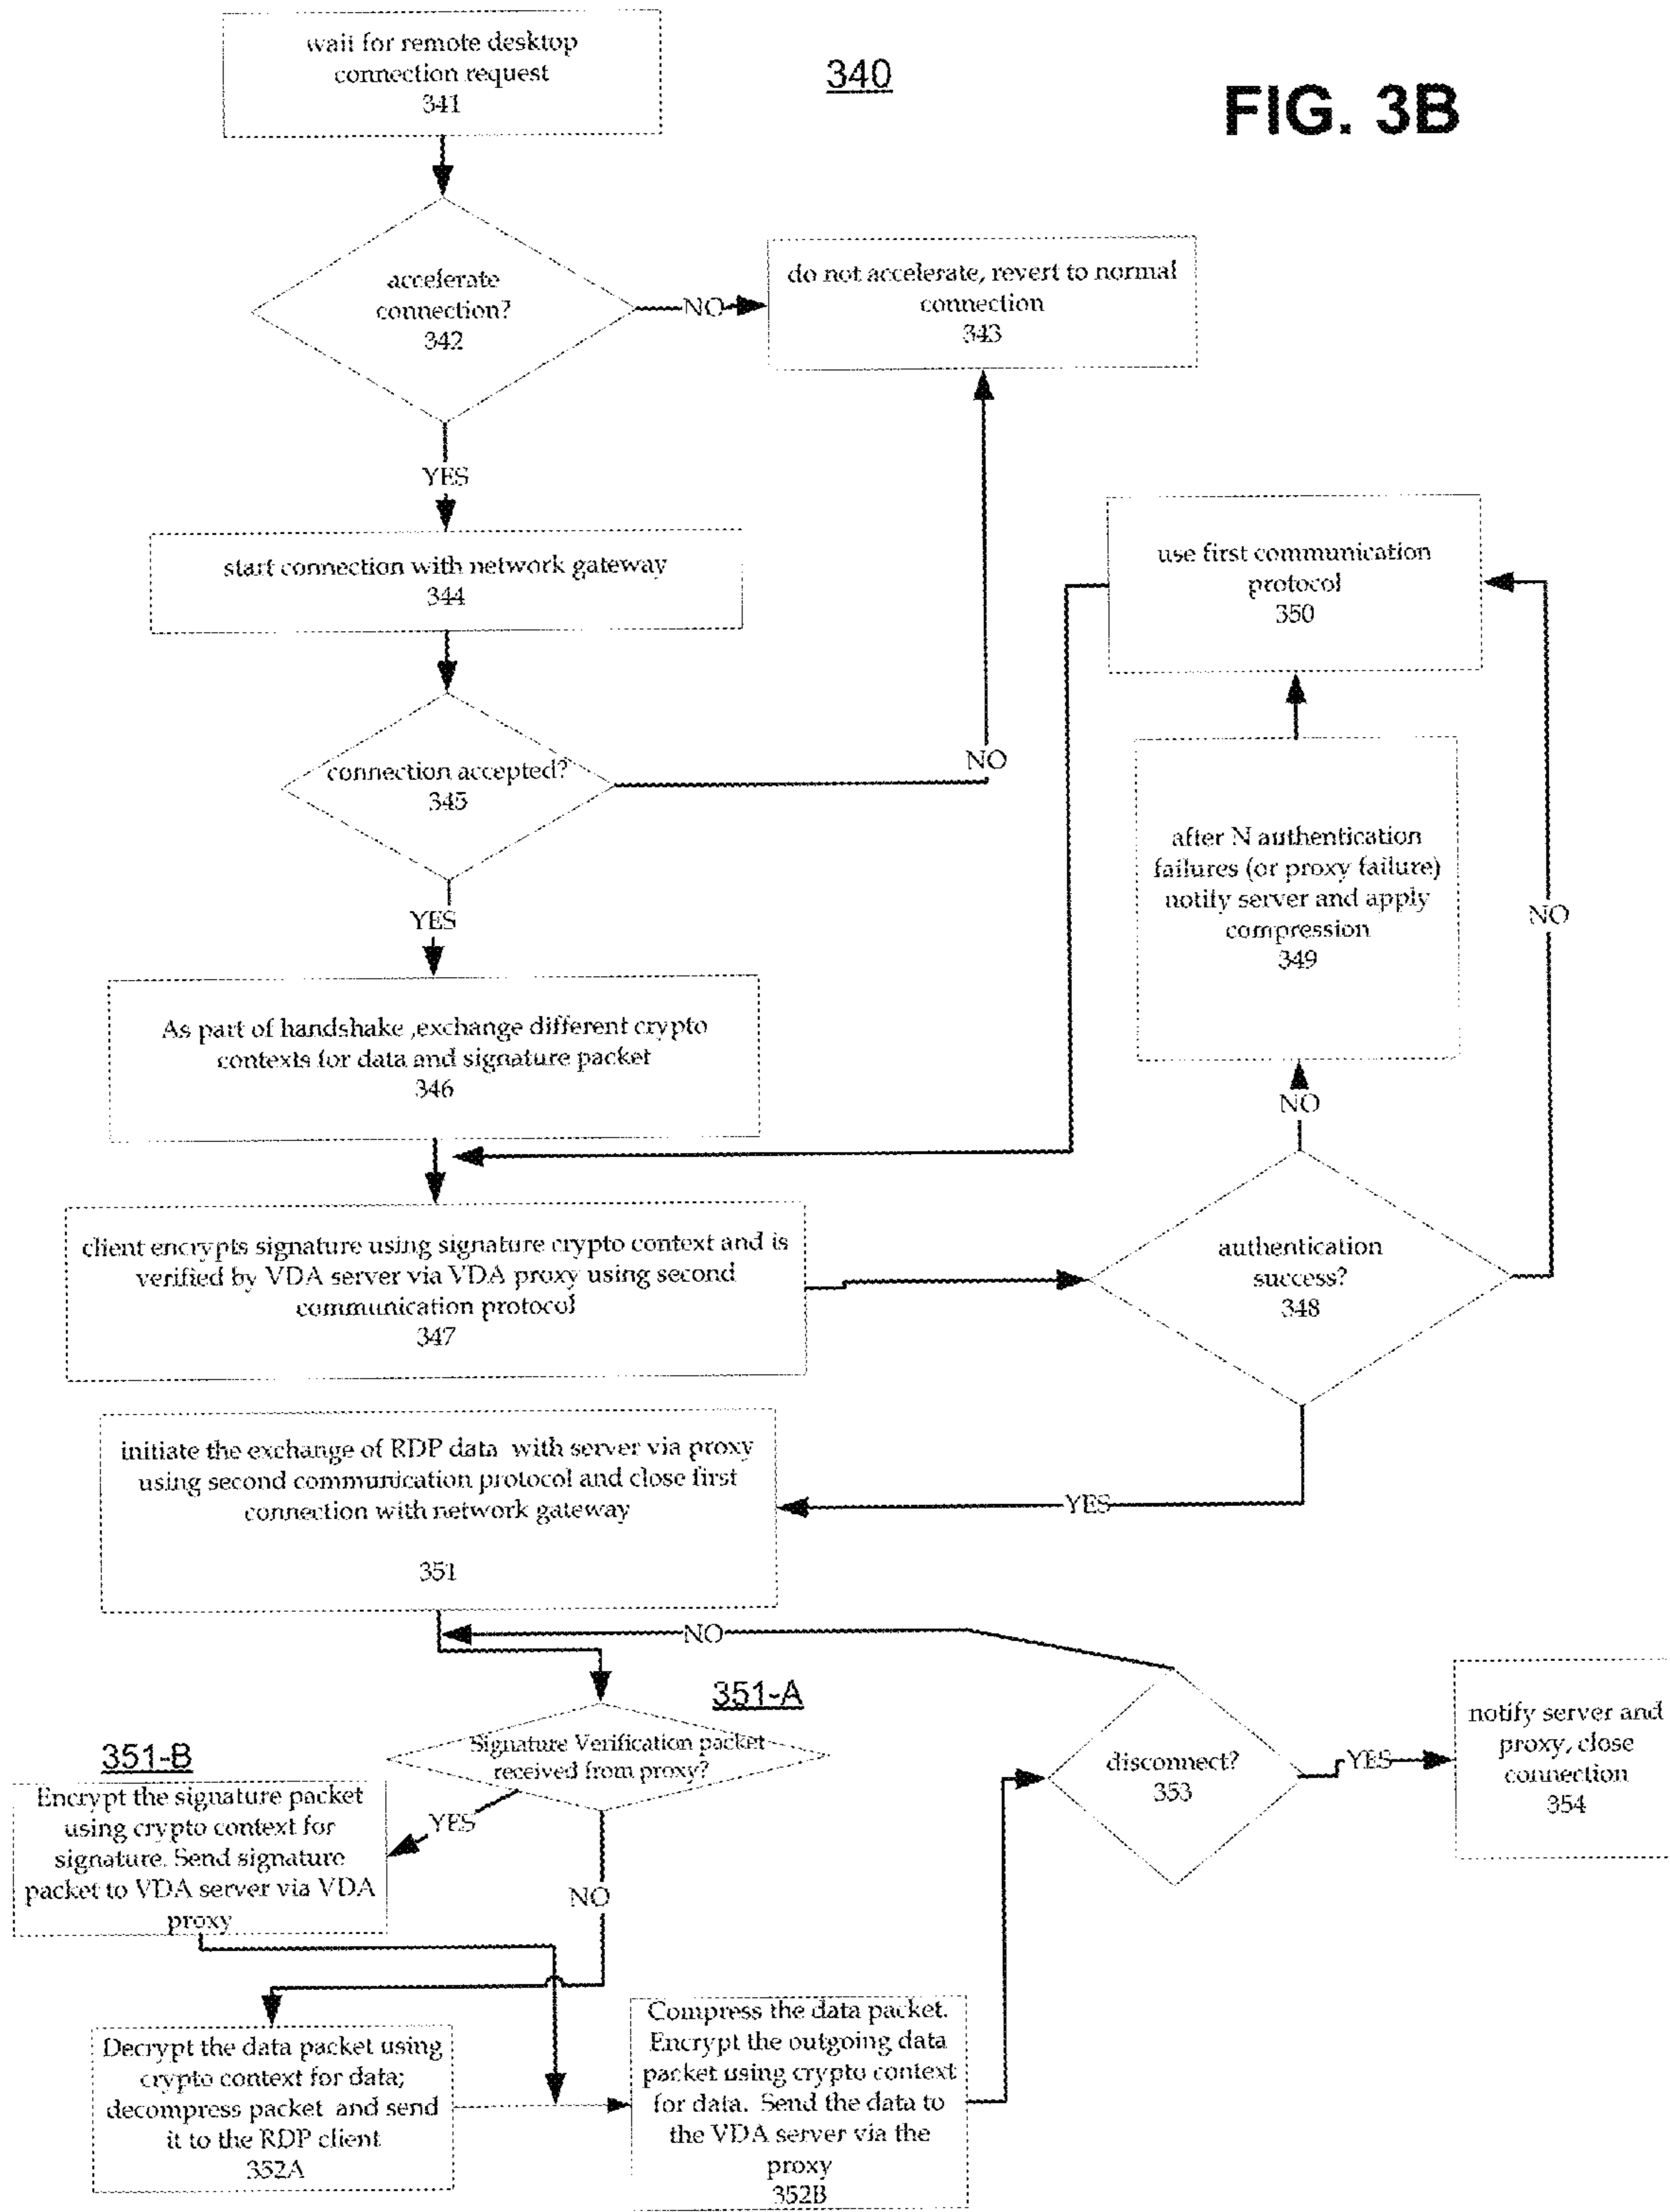 wait for remote desktop
connection request
341
340
FIG. 3B
accelerate
connection?
342
NO
do not accelerate, revert to normal
connection
343
YES
start connection with network gateway
344
use first communication
protocol
350
connection accepted?
345
NO
after N authentication
failures (or proxy failure)
notify server and apply
compression
349
NO
YES
As part of handshake ,exchange different crypto
contexts for data and signature packet
346
NO
client encrypts signature using signature crypto context and is
verified by VDA server via VDA proxy using second
communication protocol
347
authentication
success?
348
initiate the exchange of RDP data with server via proxy
using second communication protocol and close first
connection with network gateway
351
YES
NO
351-A
Signature Verification packet
received from proxy?
351-B
Encrypt the signature packet
using crypto context for
signature. Send signature
packet to VDA server via VDA
proxy
YES
NO
disconnect?
353
YES
notify server and
proxy, close
connection
354
Decrypt the data packet using
crypto context for data;
decompress packet and send
it to the RDP client
352A
Compress the data packet.
Encrypt the outgoing data
packet using crypto context
for data. Send the data to
the VDA server via the
proxy
352B